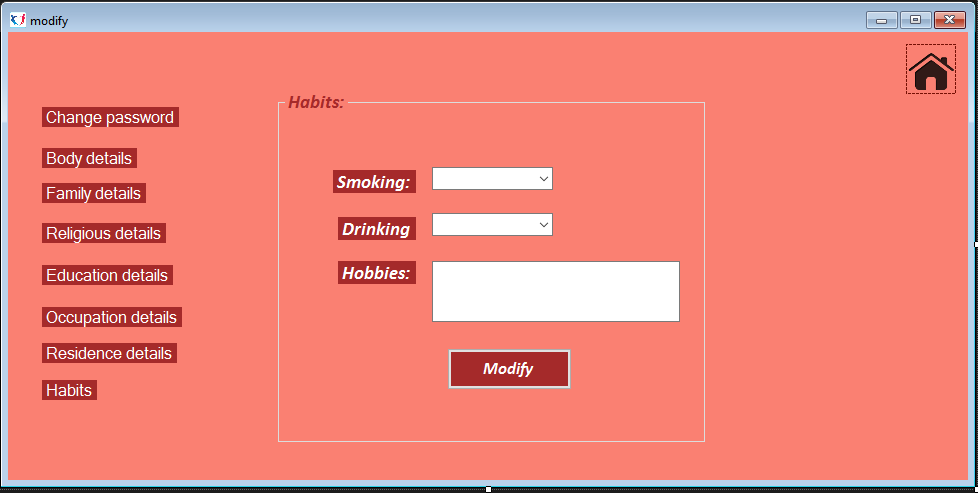 modify
Change password
Body details
Family details
Religious details
Education details
Occupation details
Residence details
Habits
Habits:
Smoking:
Drinking
Hobbies:
Modify